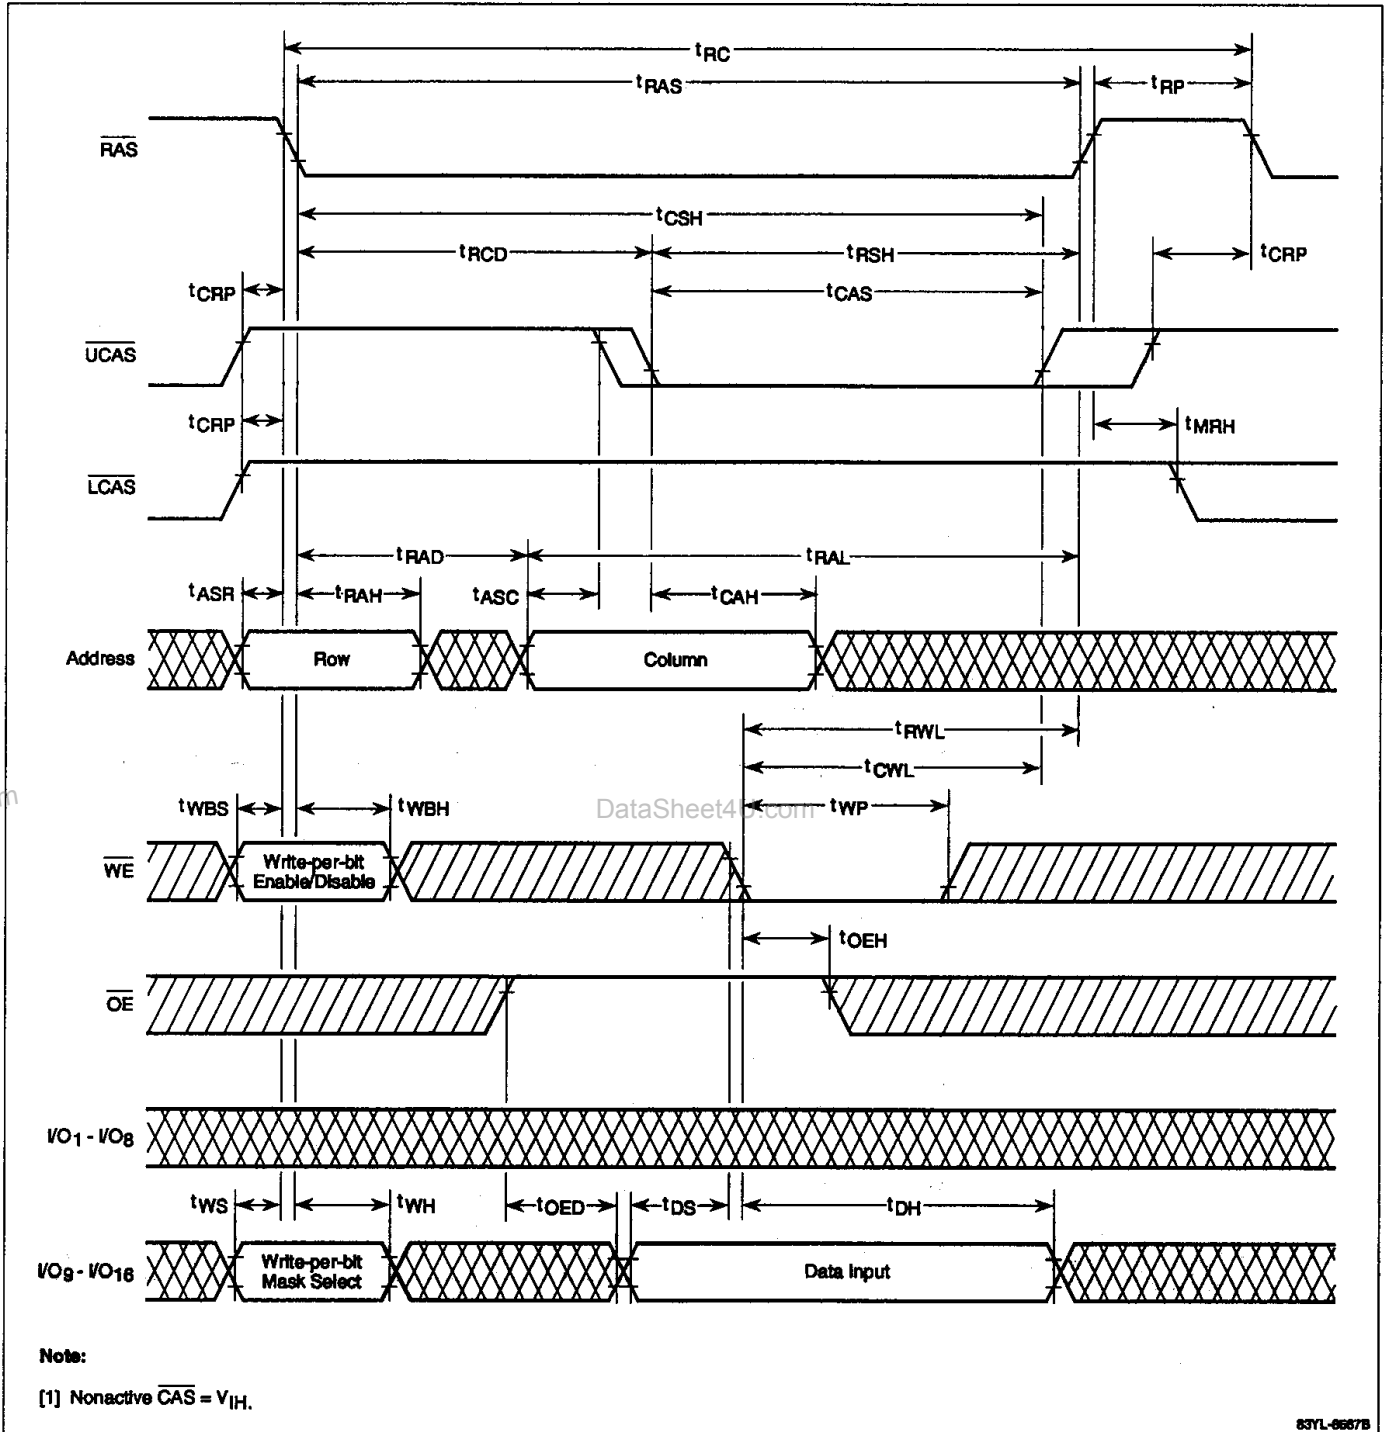 tRC
tRAS
tRP
RAS
tCSH
tRCD
tRSH
tCRP
tCRP
tCAS
UCAS
tCRP
tMRH
LCAS
tRAD
tRAL
tASR
tRAH
tASC
tCAH
Address
Row
Column
tRWL
tCWL
m
tWBS
tWBH
DataSheet4U.com
tWP
WE
Write-per-bit
Enable/Disable
tOEH
OE
I/O1 - I/O8
tWS
tWH
tOED
tDS
tDH
I/O9 - I/O16
Write-per-bit
Mask Select
Data Input
Note:
[1] Nonactive CAS = VIH.